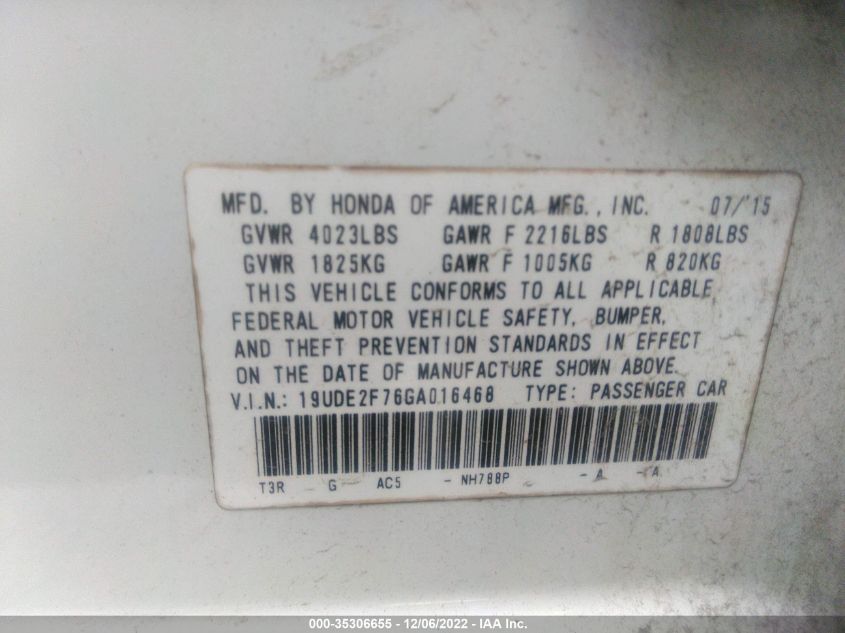 MFD. BY HONDA OF AMERICA MFG., INC. 07/'15
GVWR 4023LBS GAWR F 2216LBS R 1808LBS
GVWR 1825KG GAWR F 1005KG R 820KG
THIS VEHICLE CONFORMS TO ALL APPLICABLE
FEDERAL MOTOR VEHICLE SAFETY, BUMPER,
AND THEFT PREVENTION STANDARDS IN EFFECT
ON THE DATE OF MANUFACTURE SHOWN ABOVE.
V.I.N.: 19UDE2F76GA016468 TYPE: PASSENGER CAR
T3R G AC5 - NH788P - A - A
000-35306655 - 12/06/2022 - IAA Inc.